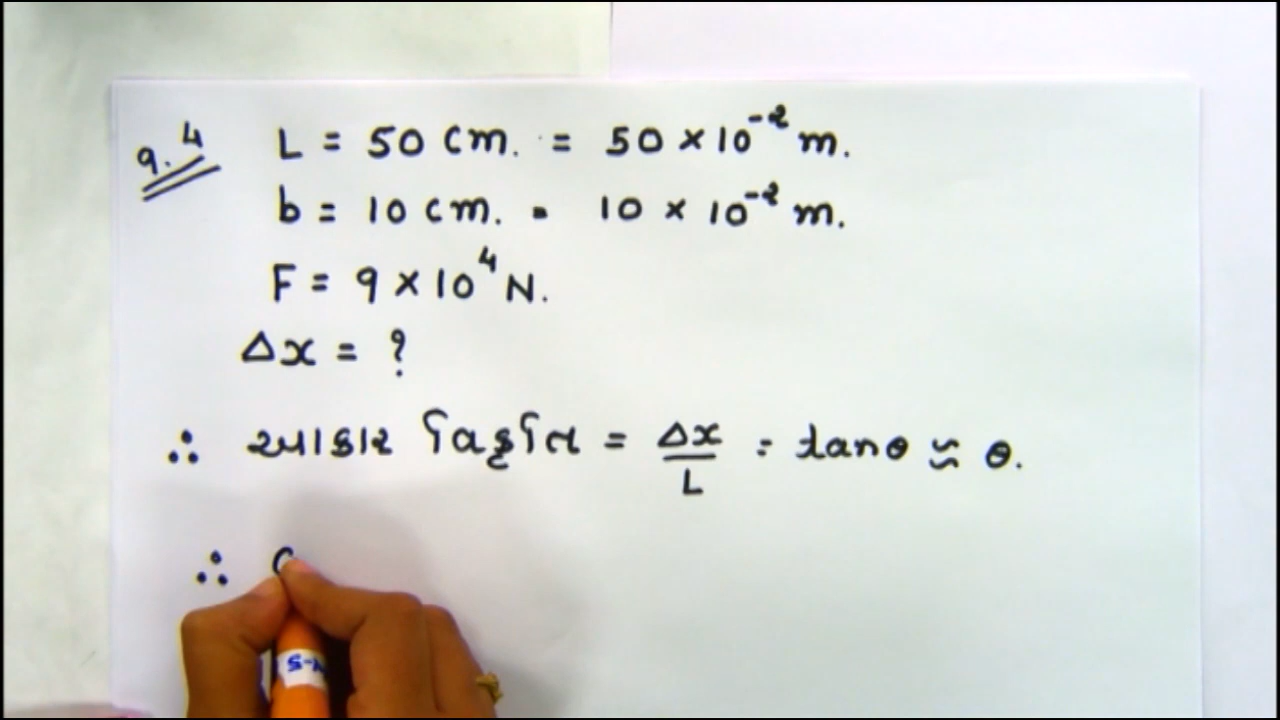 9.4
L = 50 cm. = 50 × 10⁻² m.
b = 10 cm. = 10 × 10⁻² m.
F = 9 × 10⁴ N.
Δx = ?
∴ આકાર વિકૃતિ = Δx/L = tanθ ≈ θ.
∴